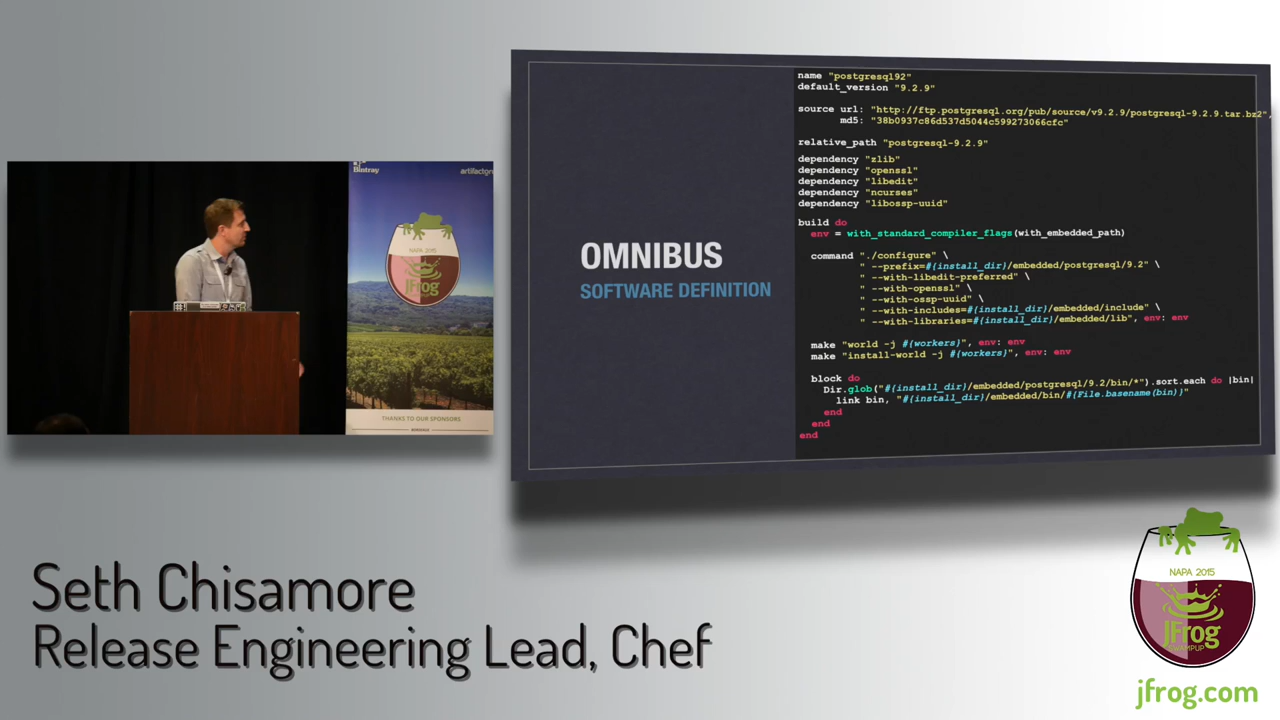 Bintray
artifactor
NAPA 2015
JFrog
THANKS TO OUR SPONSORS
OMNIBUS
SOFTWARE DEFINITION
name "postgresql92"
default_version "9.2.9"
source url: "http://ftp.postgresql.org/pub/source/v9.2.9/postgresql-9.2.9.tar.bz2",
md5: "38b0937c86d537d5044c599273066cfc"
relative_path "postgresql-9.2.9"
dependency "zlib"
dependency "openssl"
dependency "libedit"
dependency "ncurses"
dependency "libossp-uuid"
build do
env = with_standard_compiler_flags(with_embedded_path)
command "./configure" \
" --prefix=#{install_dir}/embedded/postgresql/9.2" \
" --with-libedit-preferred" \
" --with-openssl" \
" --with-ossp-uuid" \
" --with-includes=#{install_dir}/embedded/include" \
" --with-libraries=#{install_dir}/embedded/lib", env: env
make "world -j #{workers}", env: env
make "install-world -j #{workers}", env: env
block do
Dir.glob("#{install_dir}/embedded/postgresql/9.2/bin/*").sort.each do |bin|
link bin, "#{install_dir}/embedded/bin/#{File.basename(bin)}"
end
end
end
Seth Chisamore
Release Engineering Lead, Chef
NAPA 2015
JFrog
SWAMPUP
jfrog.com